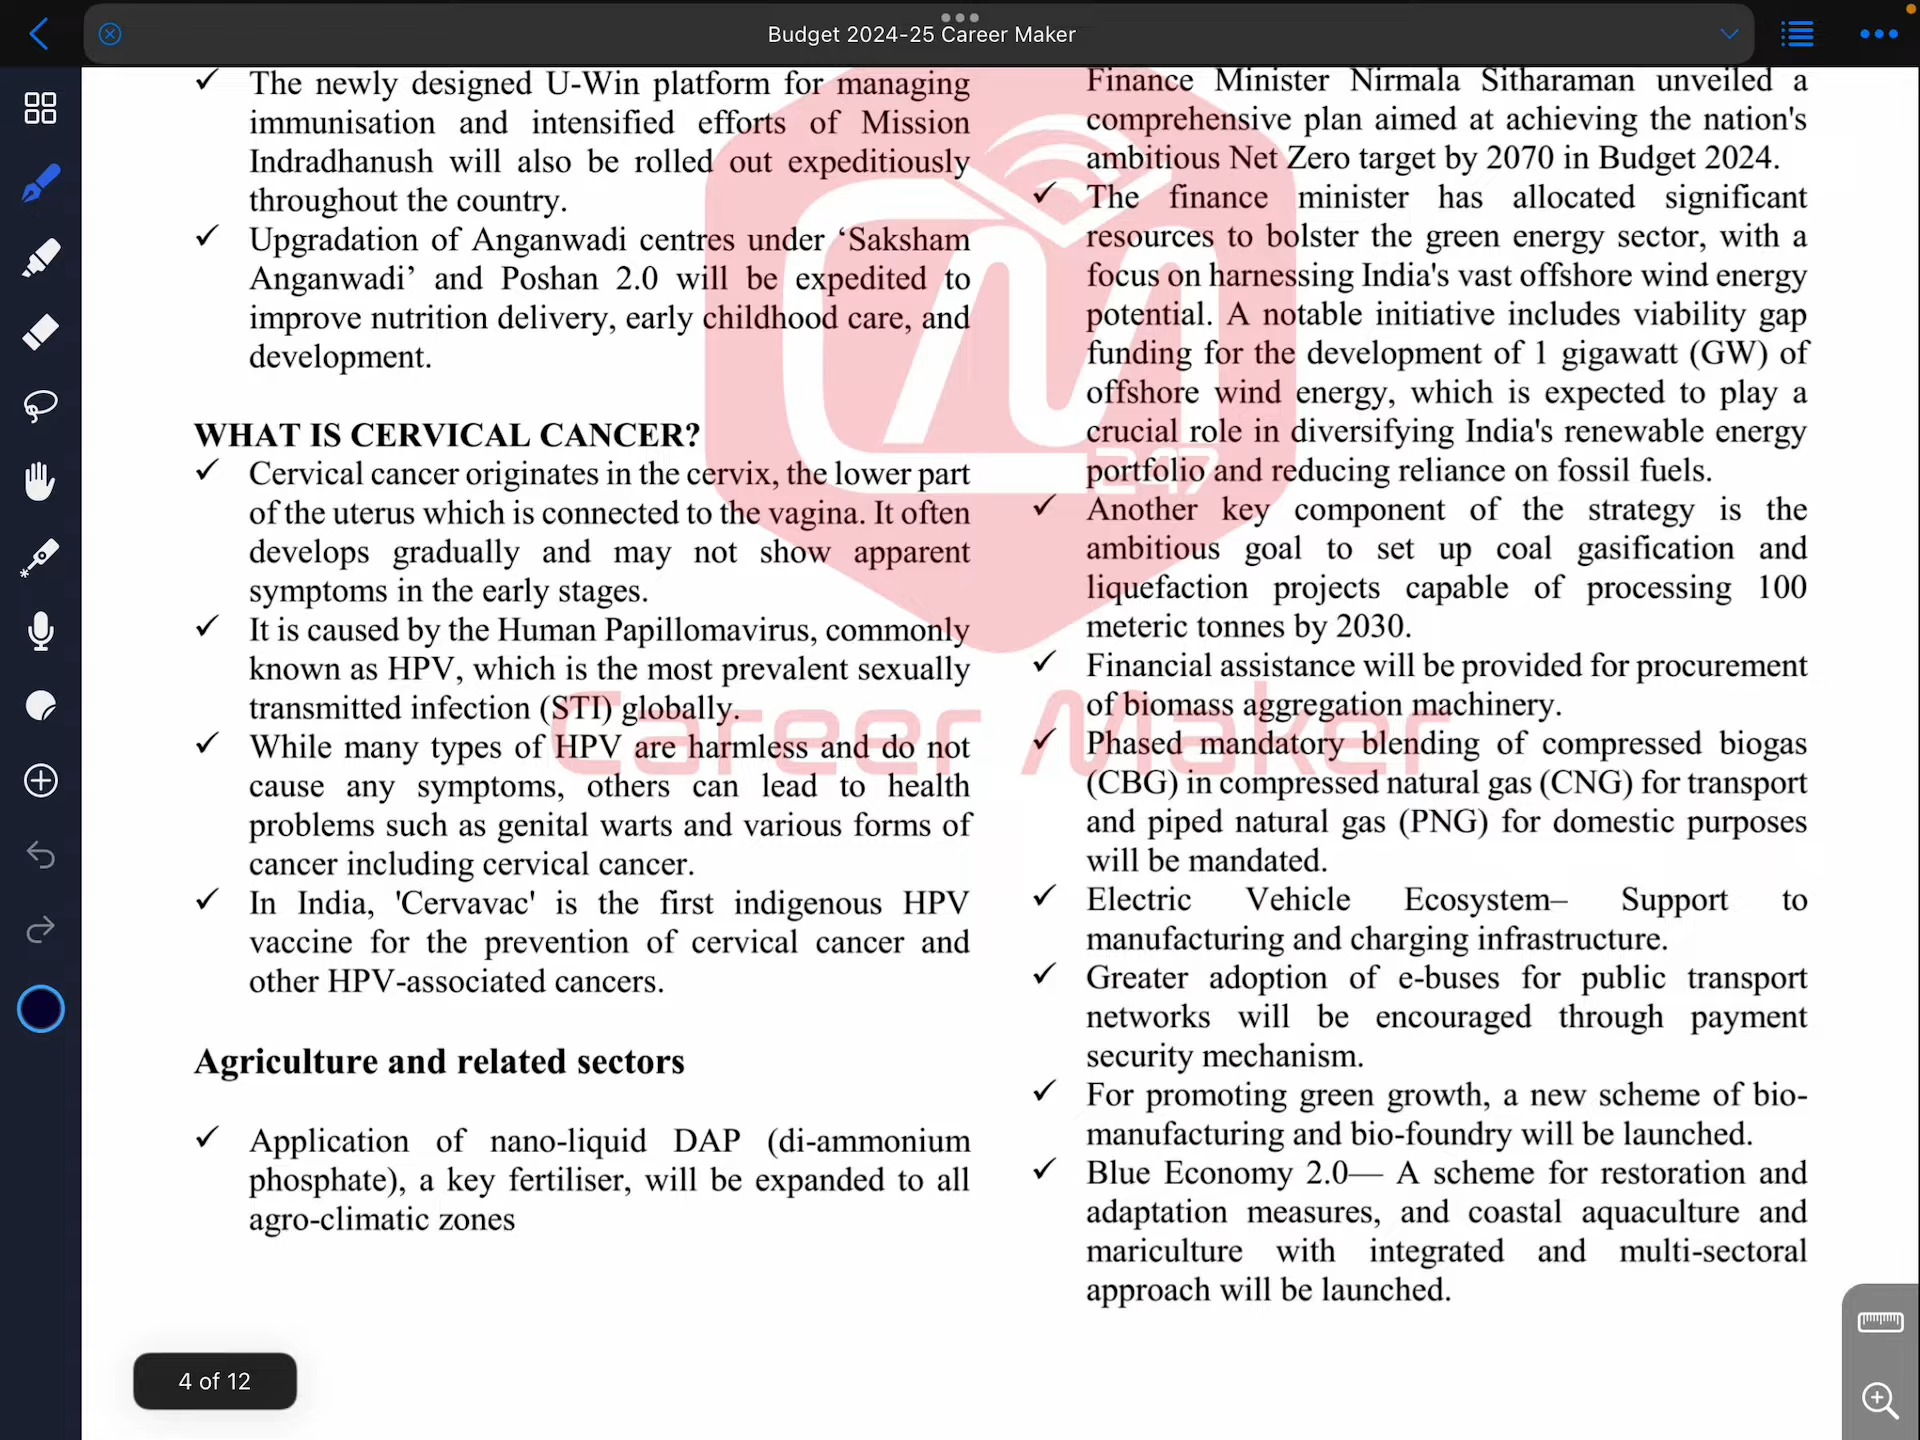 Budget 2024-25 Career Maker
The newly designed U-Win platform for managing
immunisation and intensified efforts of Mission
Indradhanush will also be rolled out expeditiously
throughout the country.
Upgradation of Anganwadi centres under ‘Saksham
Anganwadi’ and Poshan 2.0 will be expedited to
improve nutrition delivery, early childhood care, and
development.
WHAT IS CERVICAL CANCER?
Cervical cancer originates in the cervix, the lower part
of the uterus which is connected to the vagina. It often
develops gradually and may not show apparent
symptoms in the early stages.
It is caused by the Human Papillomavirus, commonly
known as HPV, which is the most prevalent sexually
transmitted infection (STI) globally.
While many types of HPV are harmless and do not
cause any symptoms, others can lead to health
problems such as genital warts and various forms of
cancer including cervical cancer.
In India, 'Cervavac' is the first indigenous HPV
vaccine for the prevention of cervical cancer and
other HPV-associated cancers.
Agriculture and related sectors
Application of nano-liquid DAP (di-ammonium
phosphate), a key fertiliser, will be expanded to all
agro-climatic zones
Finance Minister Nirmala Sitharaman unveiled a
comprehensive plan aimed at achieving the nation's
ambitious Net Zero target by 2070 in Budget 2024.
The finance minister has allocated significant
resources to bolster the green energy sector, with a
focus on harnessing India's vast offshore wind energy
potential. A notable initiative includes viability gap
funding for the development of 1 gigawatt (GW) of
offshore wind energy, which is expected to play a
crucial role in diversifying India's renewable energy
portfolio and reducing reliance on fossil fuels.
Another key component of the strategy is the
ambitious goal to set up coal gasification and
liquefaction projects capable of processing 100
meteric tonnes by 2030.
Financial assistance will be provided for procurement
of biomass aggregation machinery.
Phased mandatory blending of compressed biogas
(CBG) in compressed natural gas (CNG) for transport
and piped natural gas (PNG) for domestic purposes
will be mandated.
Electric Vehicle Ecosystem– Support to
manufacturing and charging infrastructure.
Greater adoption of e-buses for public transport
networks will be encouraged through payment
security mechanism.
For promoting green growth, a new scheme of bio-
manufacturing and bio-foundry will be launched.
Blue Economy 2.0— A scheme for restoration and
adaptation measures, and coastal aquaculture and
mariculture with integrated and multi-sectoral
approach will be launched.
247
Career Maker
4 of 12